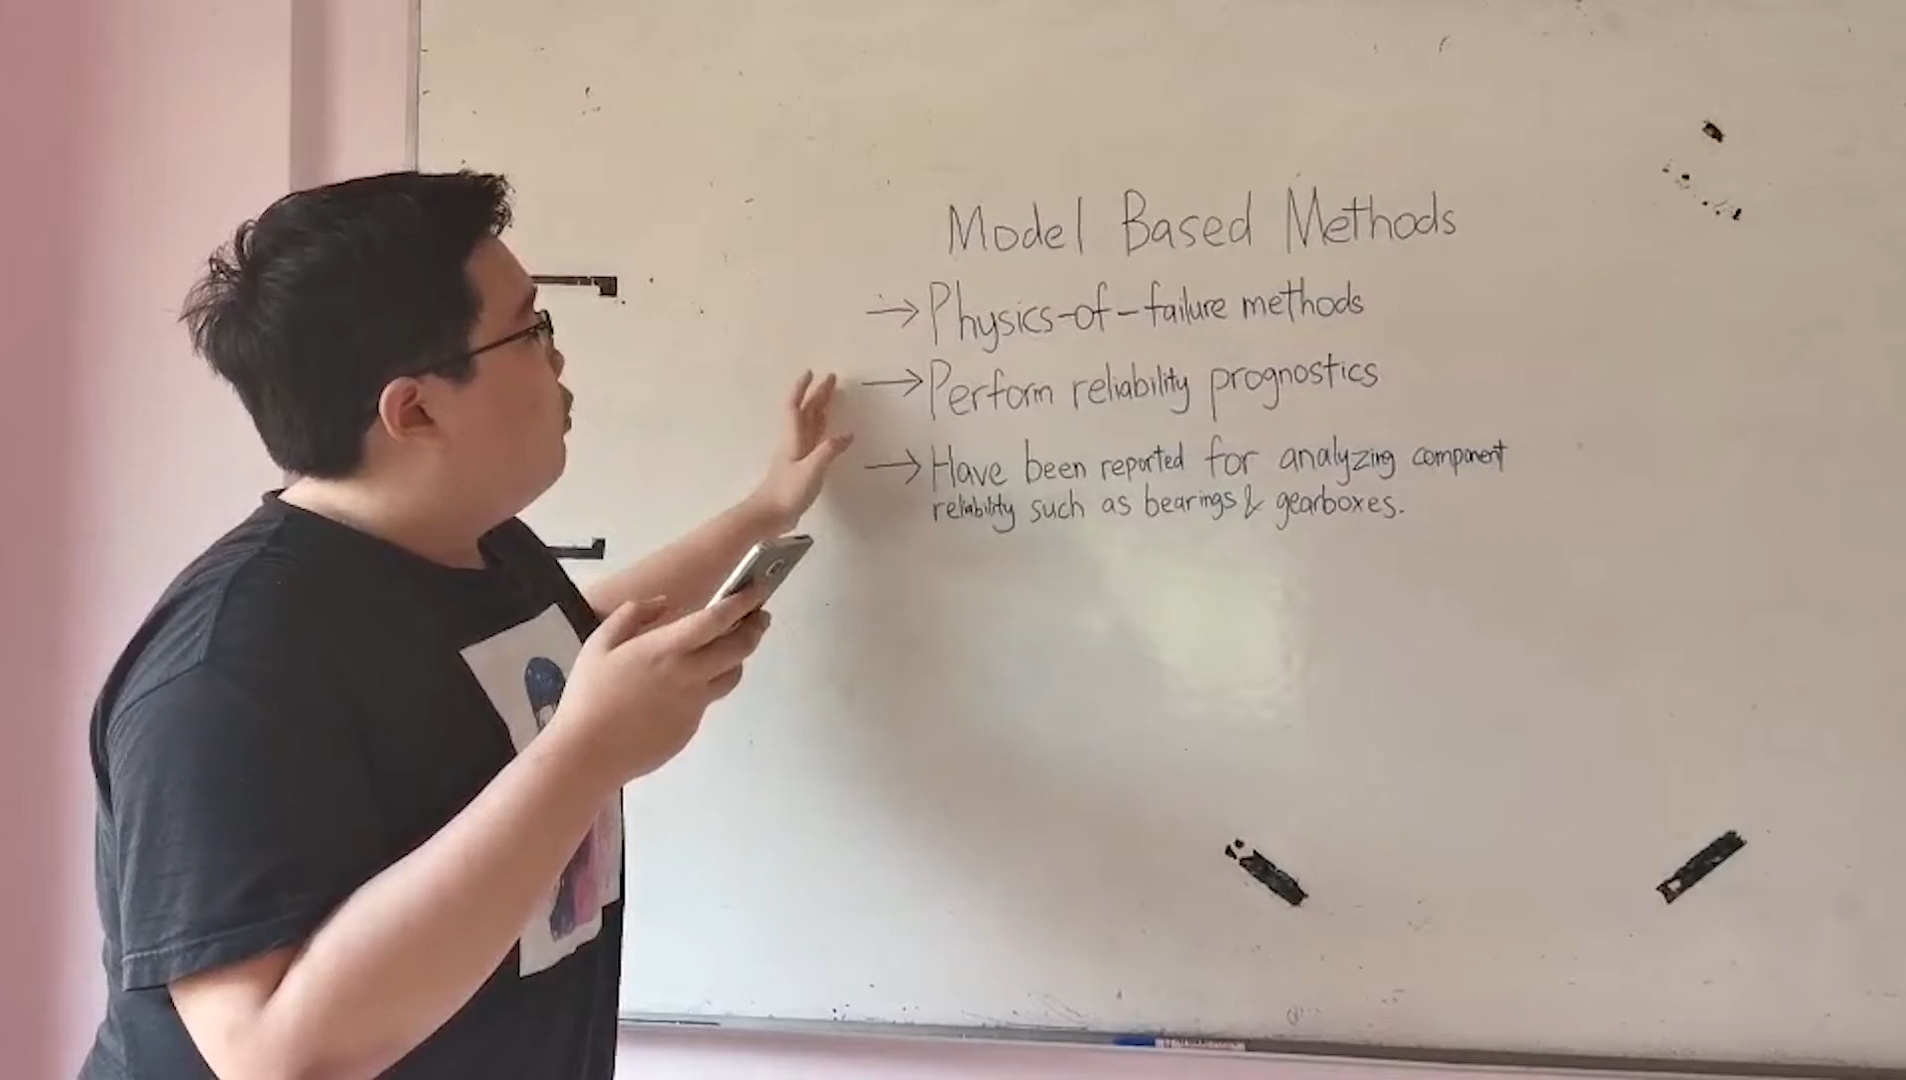 Model Based Methods
→ Physics-of-failure methods
→ Perform reliability prognostics
→ Have been reported for analyzing component
reliability such as bearings & gearboxes.